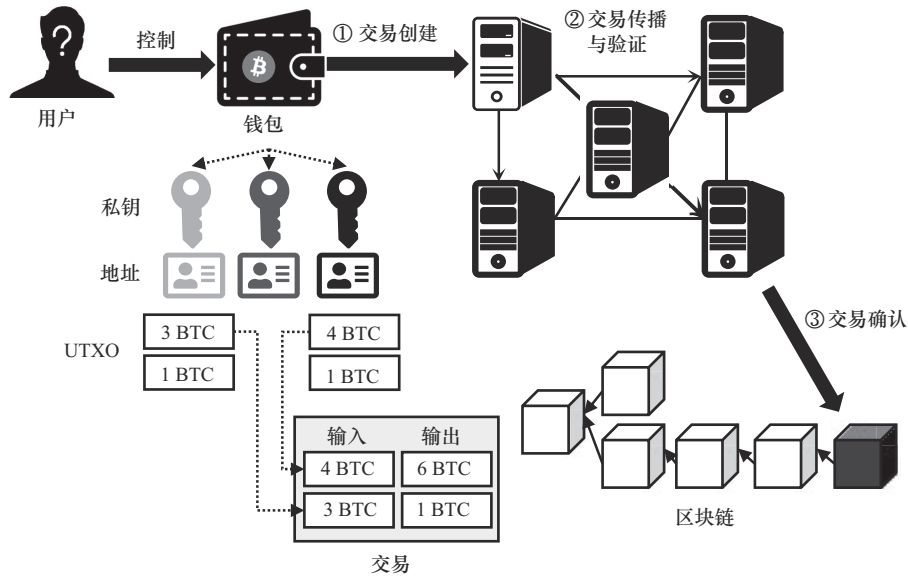 ?
控制
用户
₿
钱包
① 交易创建
② 交易传播
与验证
私钥
地址
UTXO
3 BTC
1 BTC
4 BTC
1 BTC
输入 输出
4 BTC 6 BTC
3 BTC 1 BTC
交易
③ 交易确认
区块链